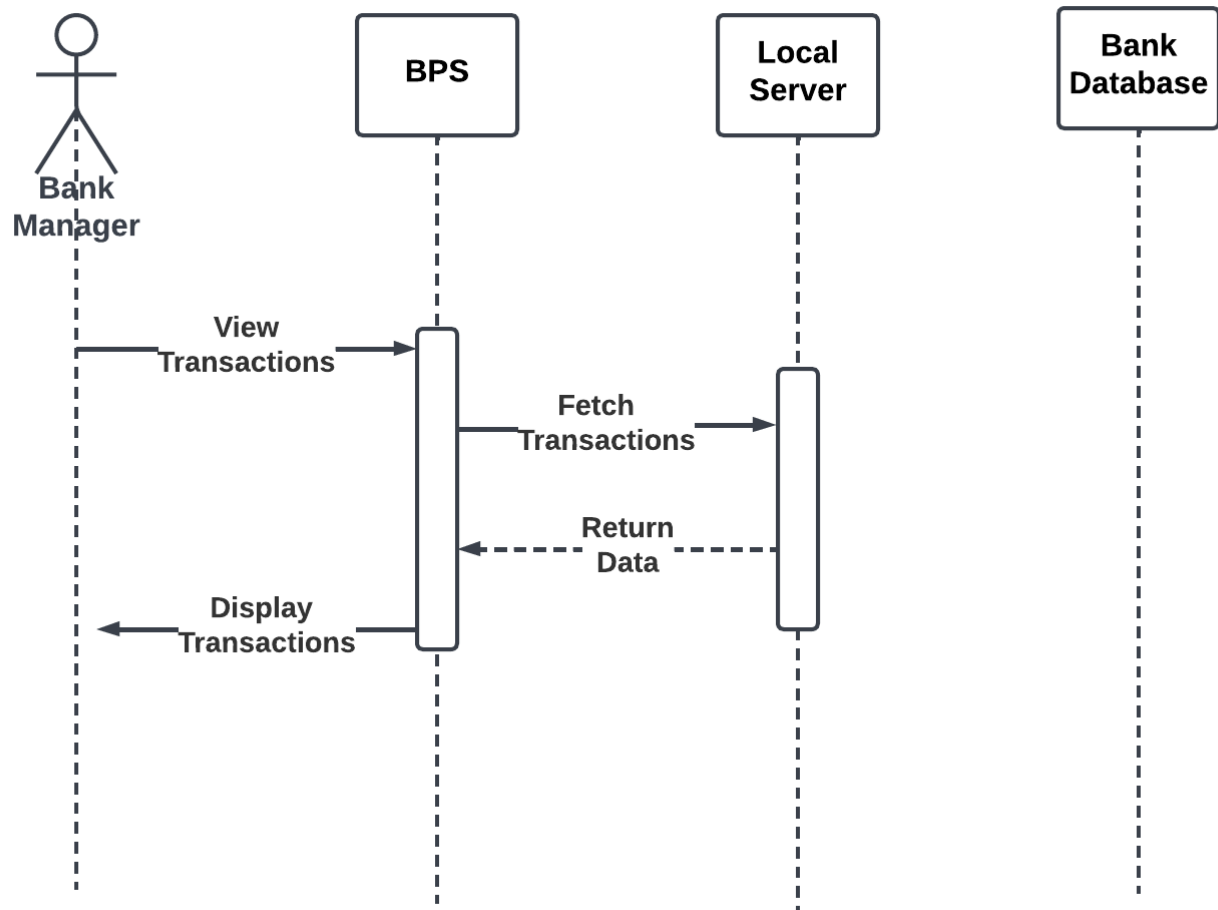 BPS
Local
Server
Bank
Database
Bank
Manager
View
Transactions
Fetch
Transactions
Return
Data
Display
Transactions